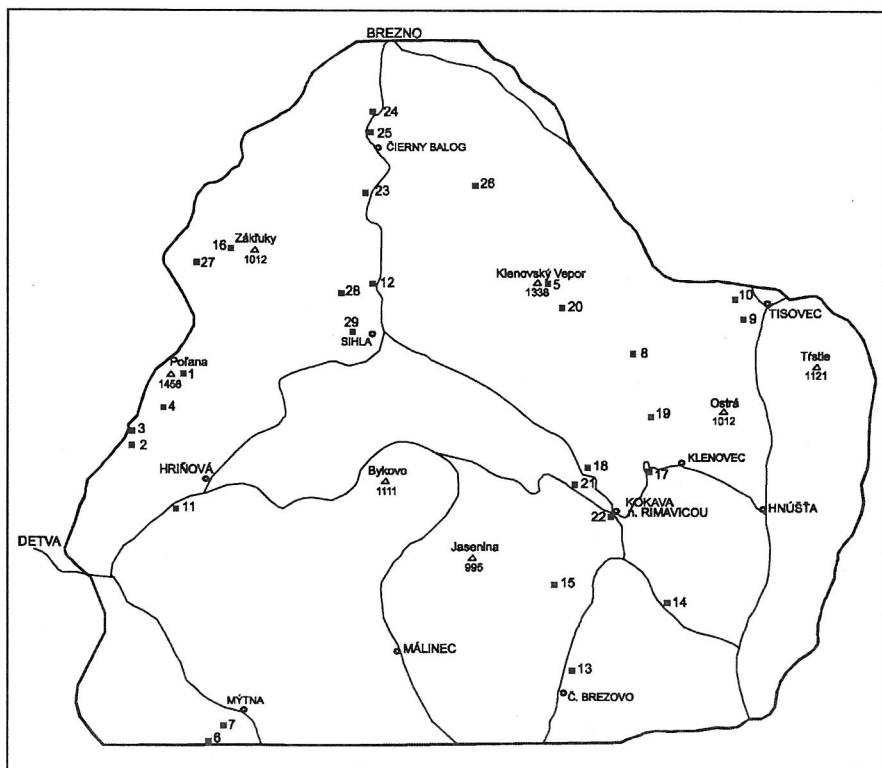 BREZNO
24
25
ČIERNY BALOG
26
23
Zákľuky
16
1012
27
Klenovský Vepor
5
1338
12
28
10
20
TISOVEC
9
29
SIHLA
8
Poľana
1
1458
Tŕstie
1121
4
19
Ostrá
1012
3
2
18
KLENOVEC
17
HRIŇOVÁ
Bykovo
1111
21
11
22
KOKAVA
n. RIMAVICOU
HNÚŠŤA
DETVA
Jasenina
995
15
14
MÁLINEC
13
Č. BREZOVO
MÝTNA
7
6